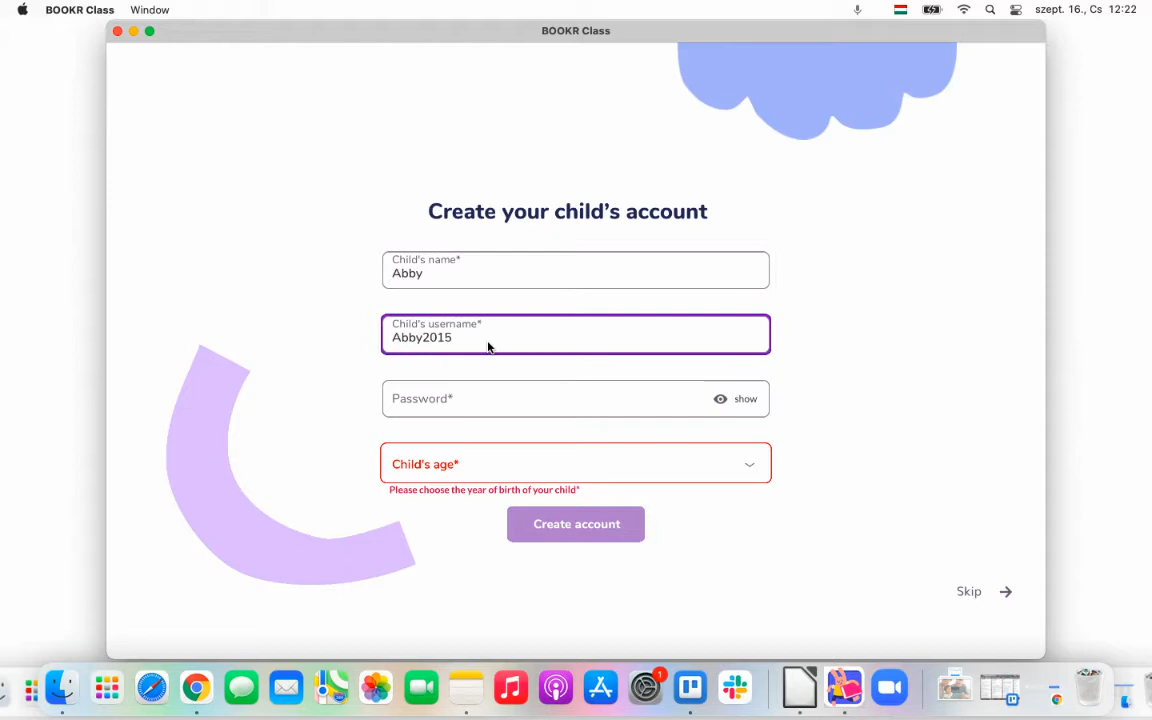 BOOKR Class Window szept. 16., Cs 12:22
BOOKR Class
Create your child's account
Child's name*
Abby
Child's username*
Abby2015
Password* show
Child's age*
Please choose the year of birth of your child*
Create account
Skip
1